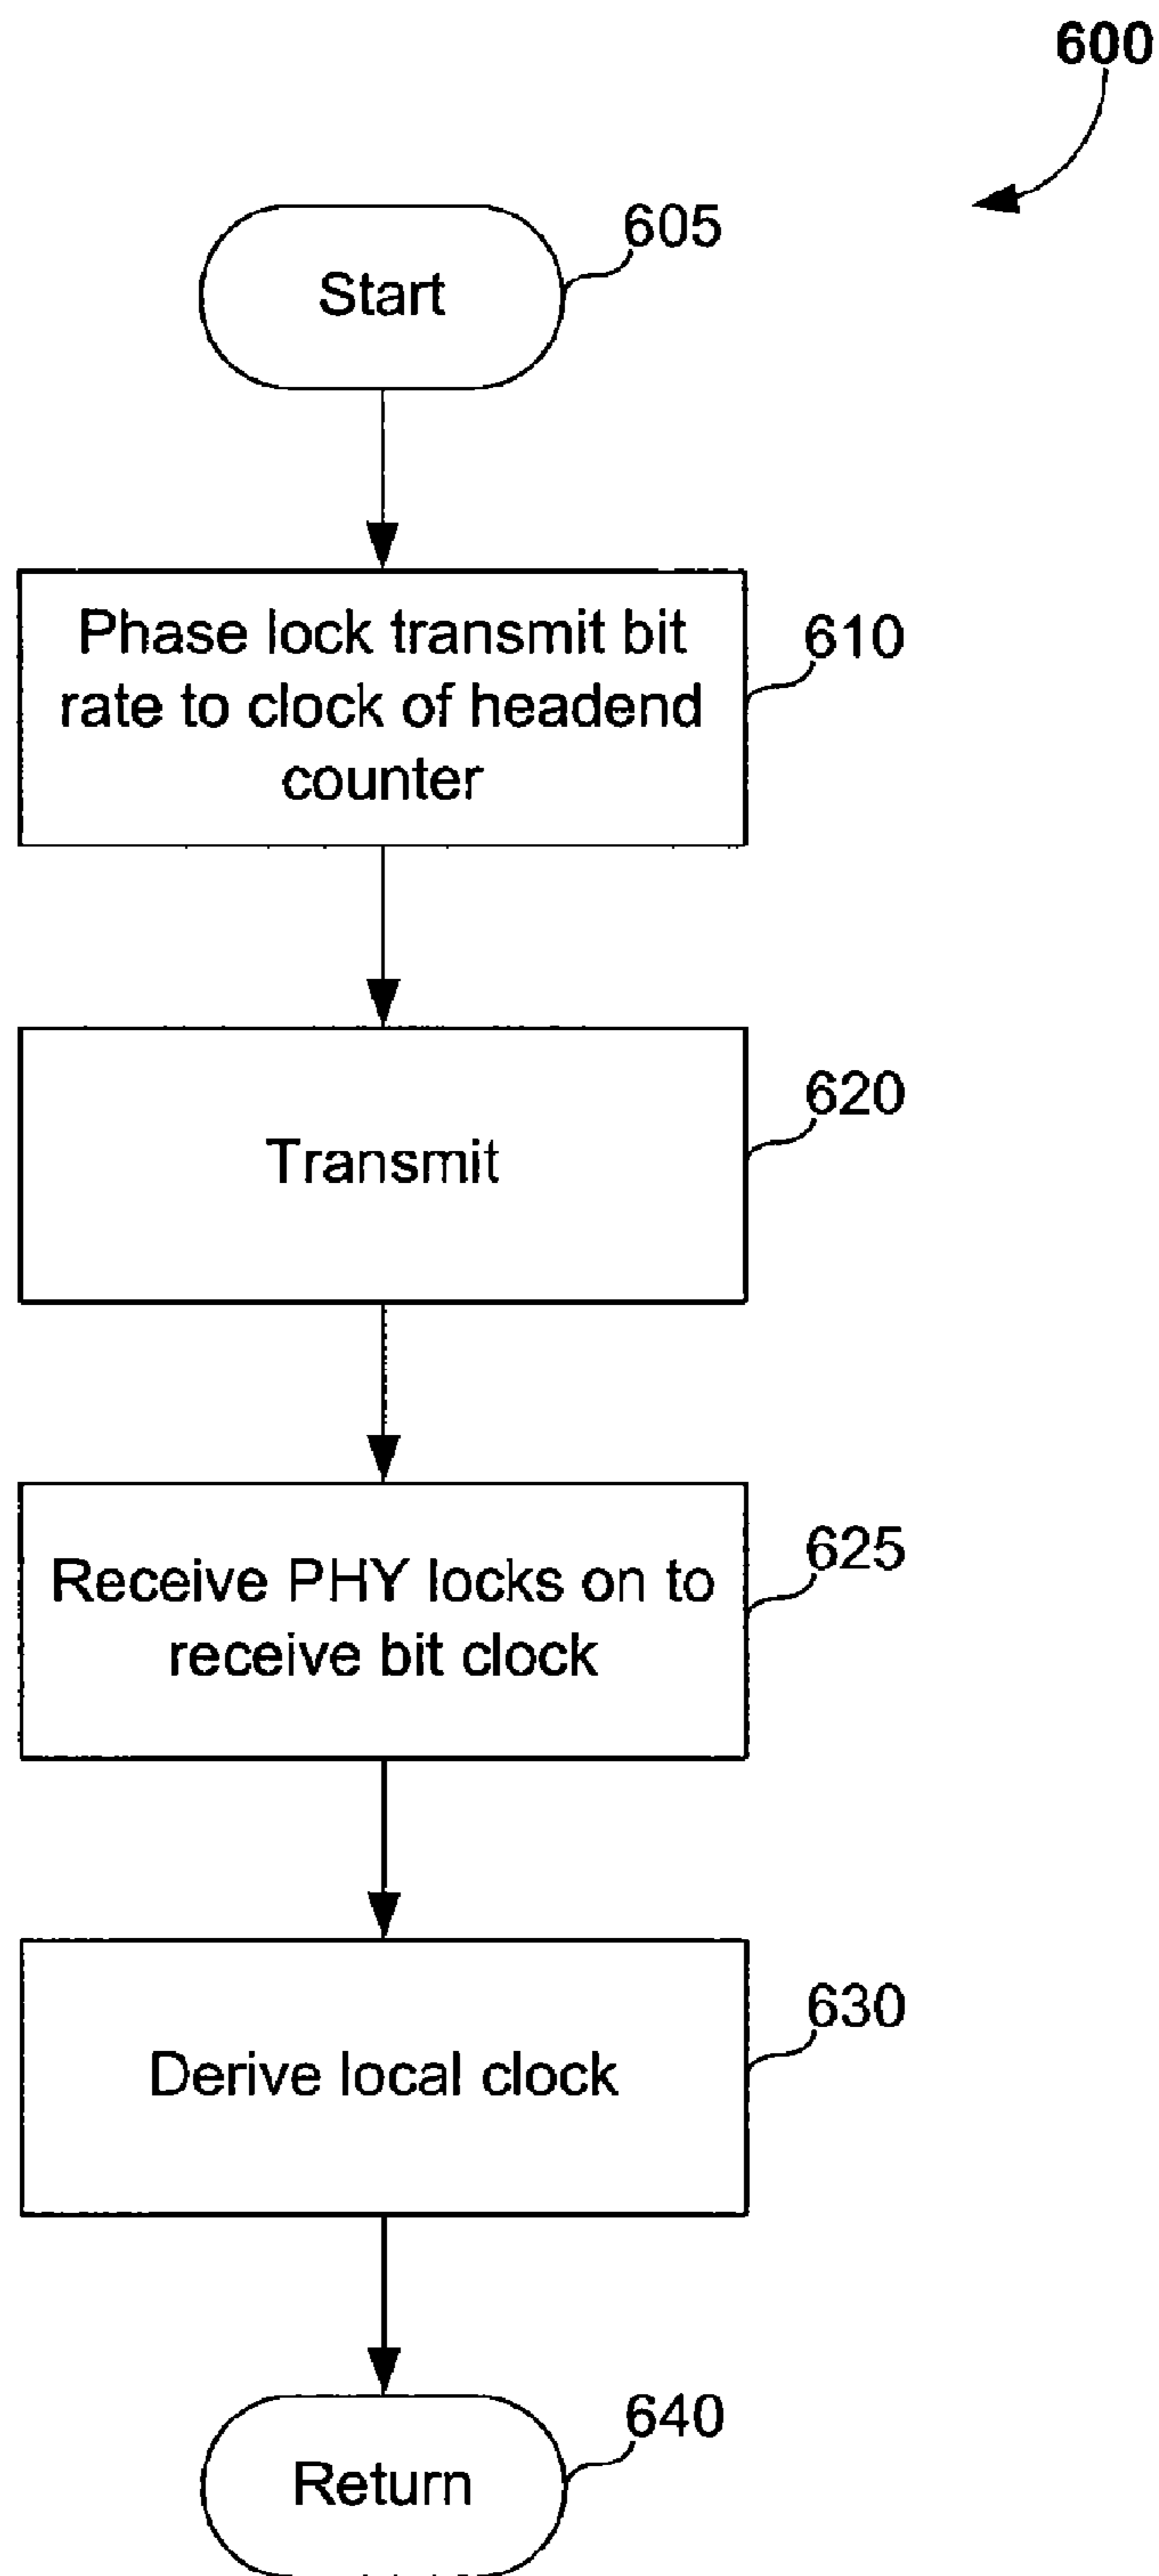 600
605
Start
Phase lock transmit bit
rate to clock of headend
counter
610
620
Transmit
625
Receive PHY locks on to
receive bit clock
630
Derive local clock
640
Return